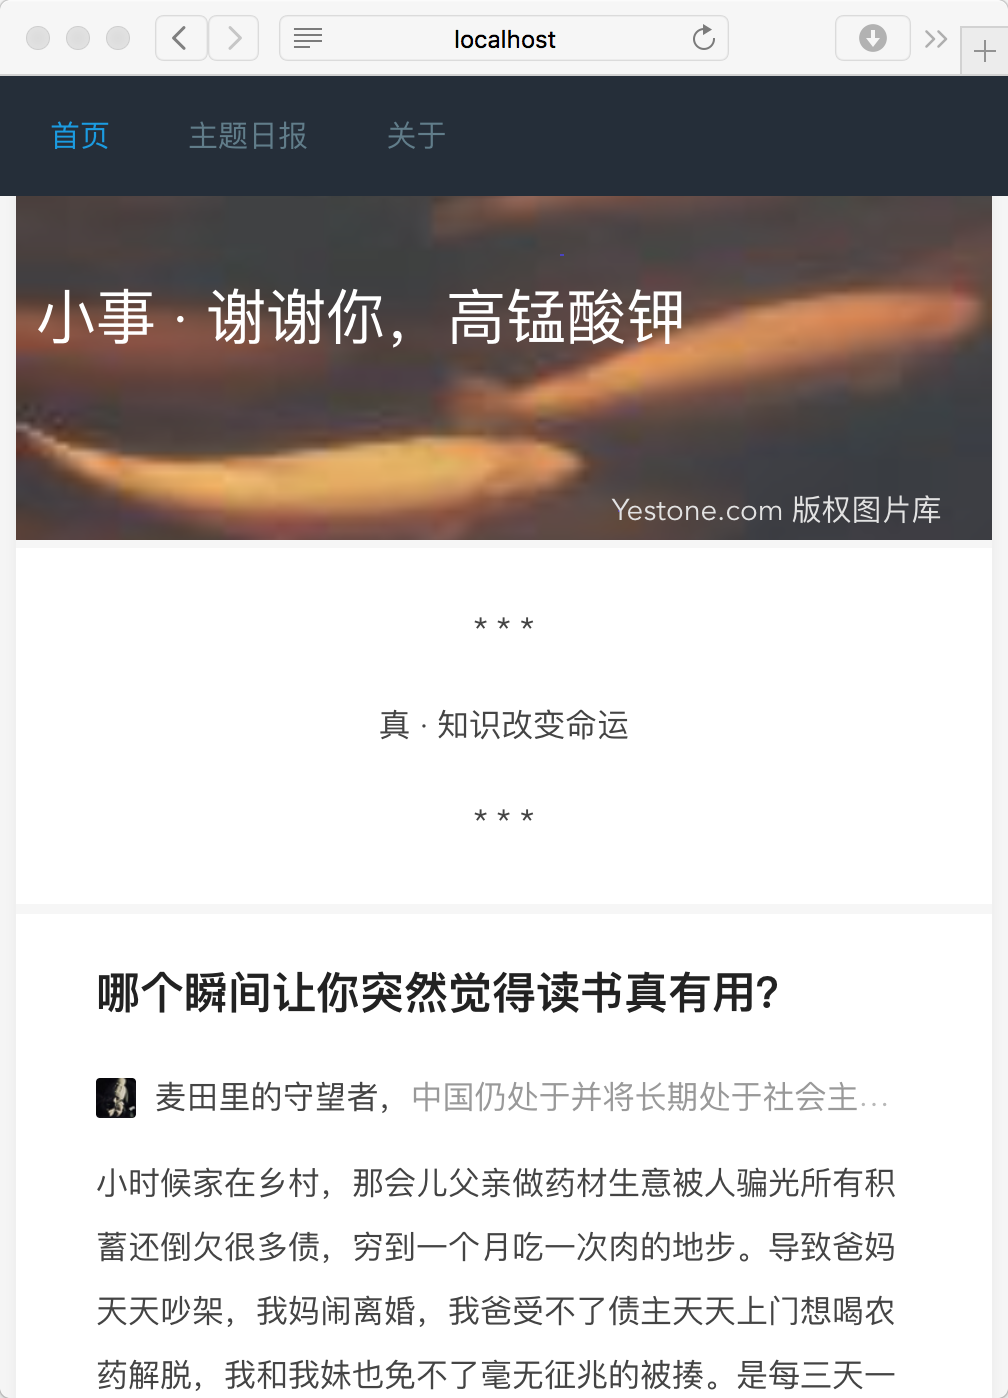 localhost
首页 主题日报 关于
小事 · 谢谢你，高锰酸钾
Yestone.com 版权图片库
* * *
真 · 知识改变命运
* * *
哪个瞬间让你突然觉得读书真有用？
麦田里的守望者，中国仍处于并将长期处于社会主…
小时候家在乡村，那会儿父亲做药材生意被人骗光所有积
蓄还倒欠很多债，穷到一个月吃一次肉的地步。导致爸妈
天天吵架，我妈闹离婚，我爸受不了债主天天上门想喝农
药解脱，我和我妹也免不了毫无征兆的被揍。是每三天一